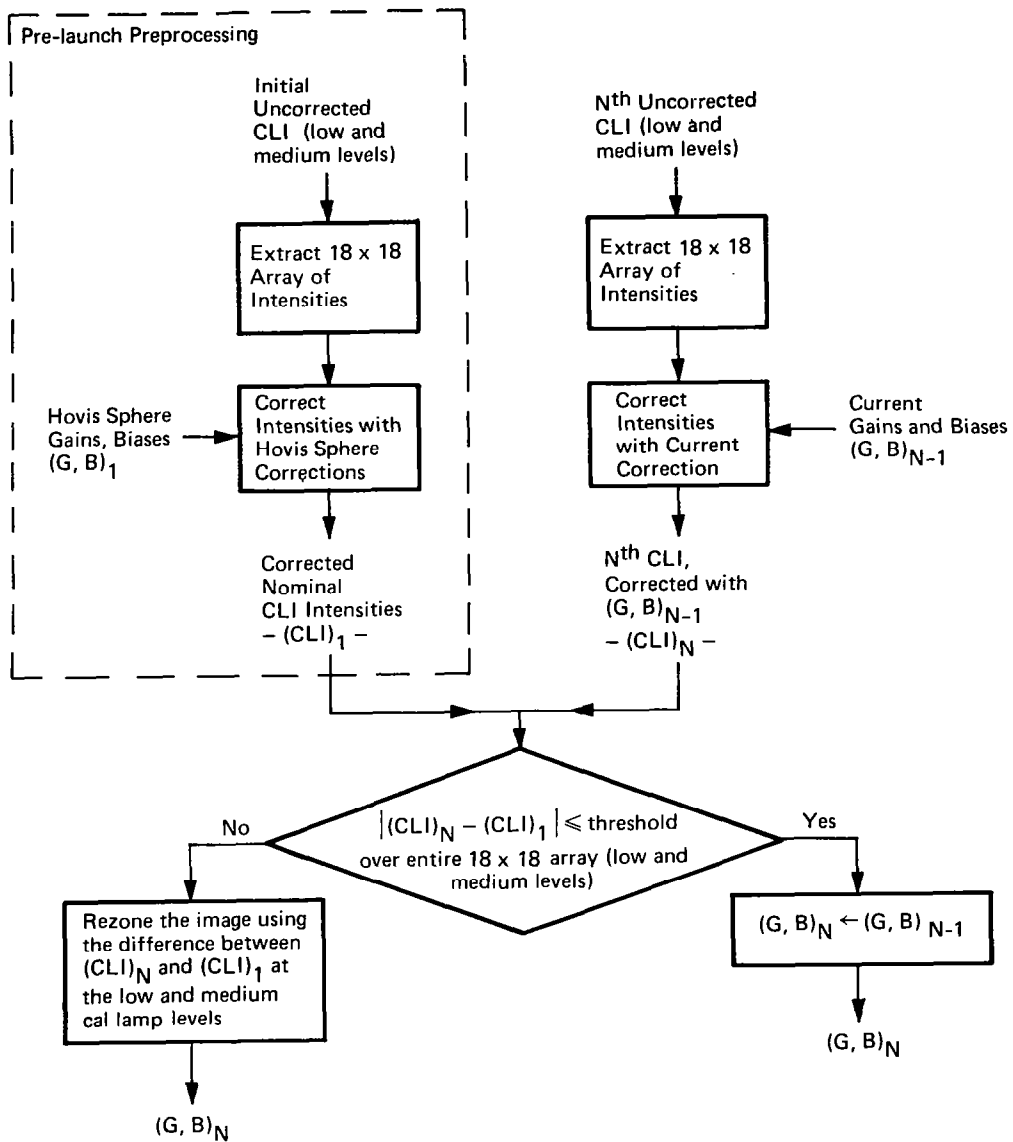 Pre-launch Preprocessing
Initial
Uncorrected
CLI (low and
medium levels)
Extract 18 x 18
Array of
Intensities
Hovis Sphere
Gains, Biases
(G, B)1
Correct
Intensities with
Hovis Sphere
Corrections
Corrected
Nominal
CLI Intensities
– (CLI)1 –
Nth Uncorrected
CLI (low and
medium levels)
Extract 18 x 18
Array of
Intensities
Correct
Intensities
with Current
Correction
Current
Gains and Biases
(G, B)N-1
Nth CLI,
Corrected with
(G, B)N-1
– (CLI)N –
|(CLI)N – (CLI)1| ≤ threshold
over entire 18 x 18 array (low and
medium levels)
No
Yes
Rezone the image using
the difference between
(CLI)N and (CLI)1 at
the low and medium
cal lamp levels
(G, B)N
(G, B)N ← (G, B) N-1
(G, B)N